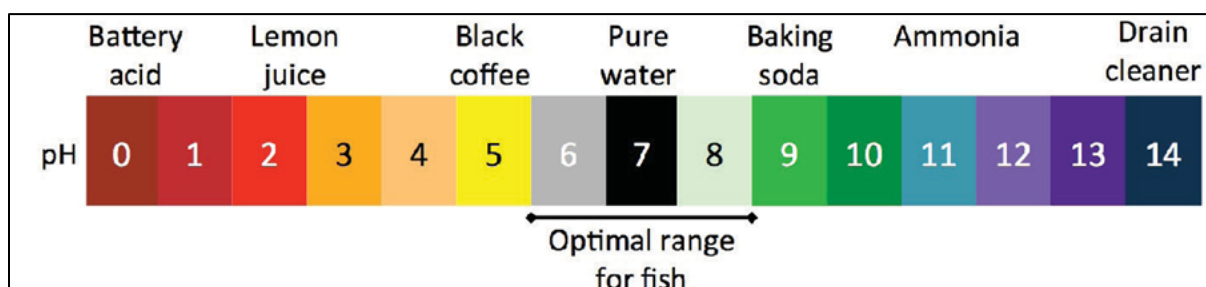 Battery acid
Lemon juice
Black coffee
Pure water
Baking soda
Ammonia
Drain cleaner
pH 0 1 2 3 4 5 6 7 8 9 10 11 12 13 14
Optimal range
for fish